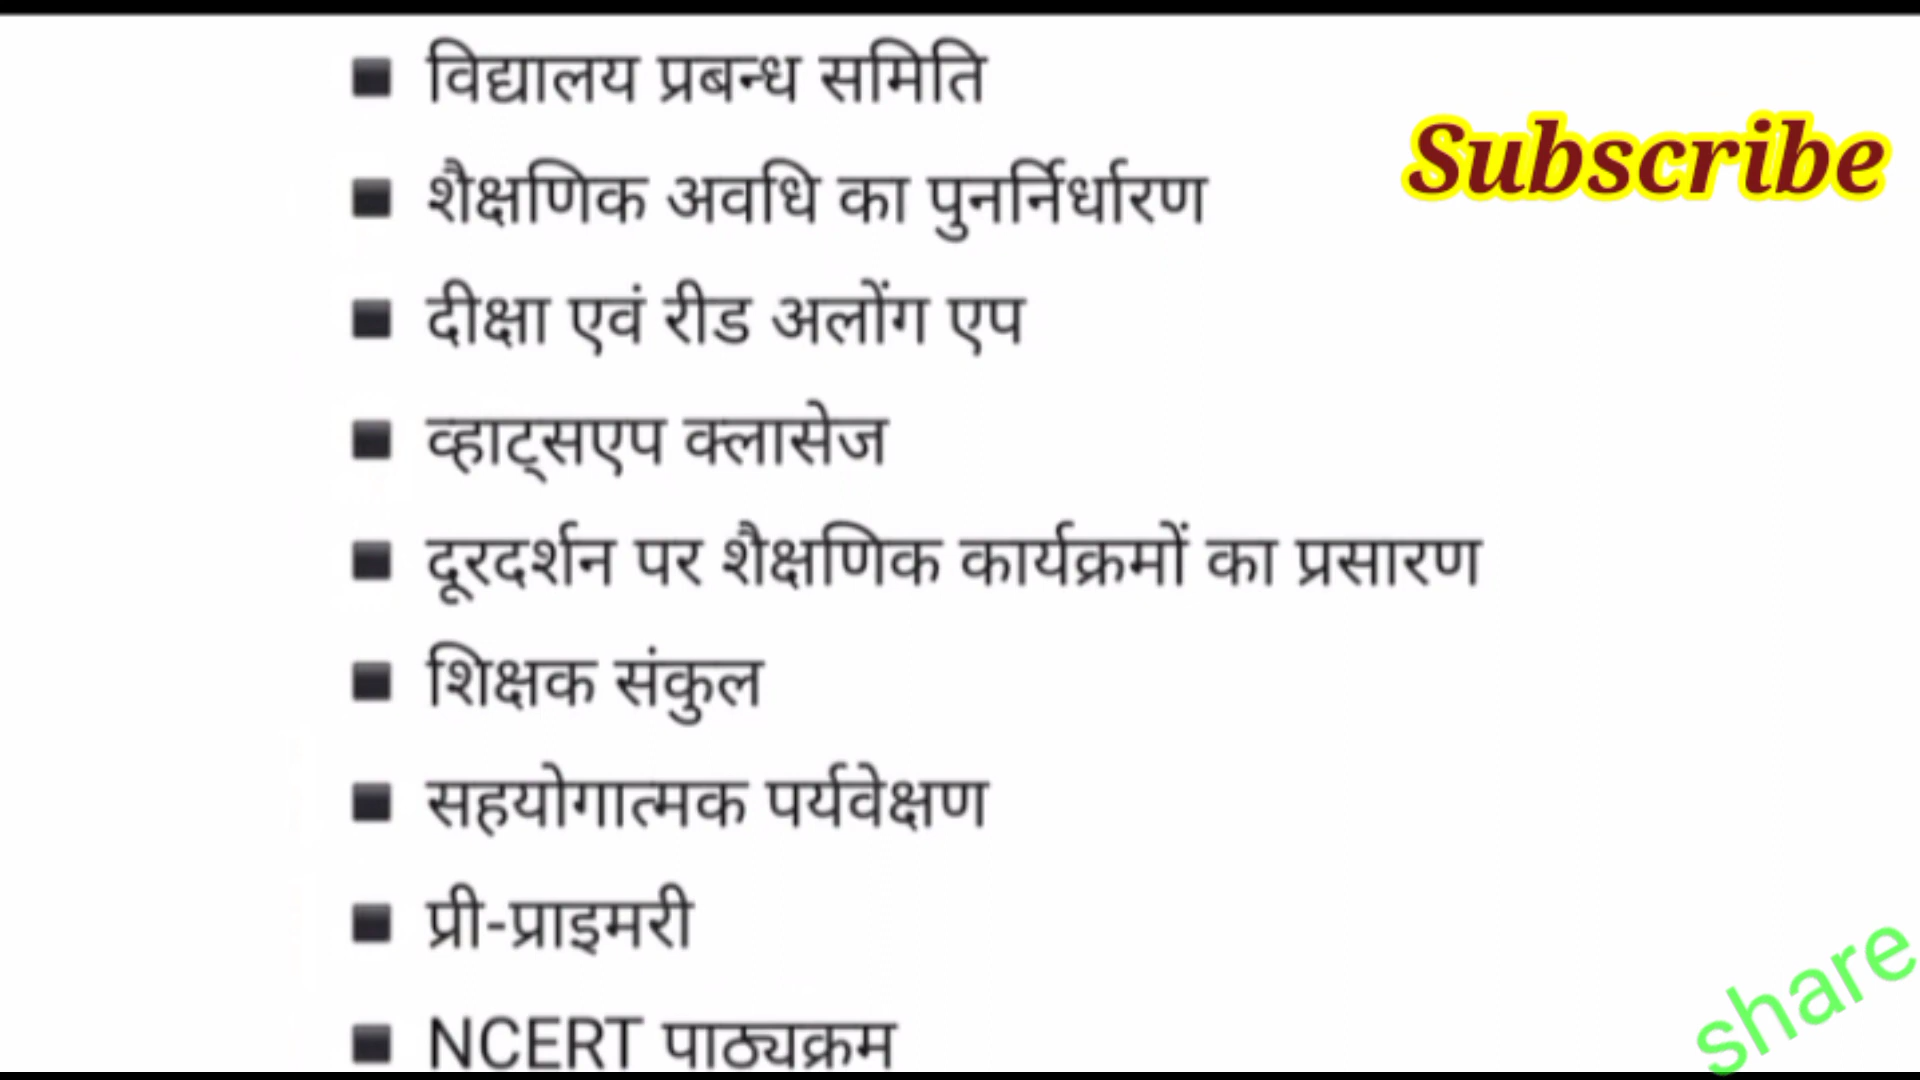 ▪ विद्यालय प्रबन्ध समिति
Subscribe
▪ शैक्षणिक अवधि का पुनर्निर्धारण
▪ दीक्षा एवं रीड अलोंग एप
▪ व्हाट्सएप क्लासेज
▪ दूरदर्शन पर शैक्षणिक कार्यक्रमों का प्रसारण
▪ शिक्षक संकुल
▪ सहयोगात्मक पर्यवेक्षण
▪ प्री-प्राइमरी
▪ NCERT पाठ्यक्रम
share